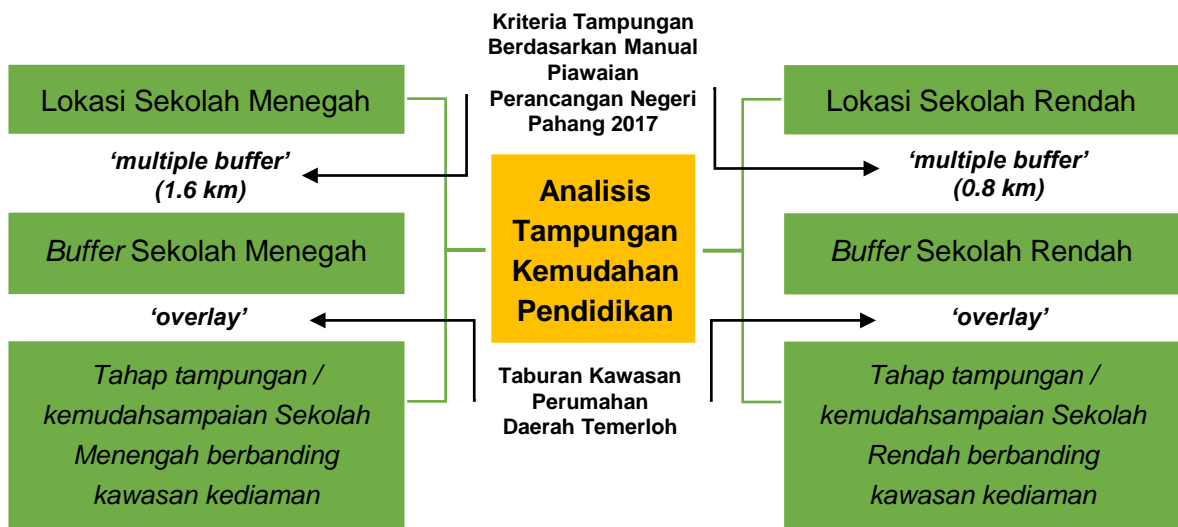 Kriteria Tampungan
Berdasarkan Manual
Piawaian
Perancangan Negeri
Pahang 2017
Lokasi Sekolah Menegah
'multiple buffer'
(1.6 km)
Buffer Sekolah Menegah
'overlay'
Tahap tampungan /
kemudahsampaian Sekolah
Menengah berbanding
kawasan kediaman
Analisis
Tampungan
Kemudahan
Pendidikan
Taburan Kawasan
Perumahan
Daerah Temerloh
Lokasi Sekolah Rendah
'multiple buffer'
(0.8 km)
Buffer Sekolah Rendah
'overlay'
Tahap tampungan /
kemudahsampaian Sekolah
Rendah berbanding
kawasan kediaman